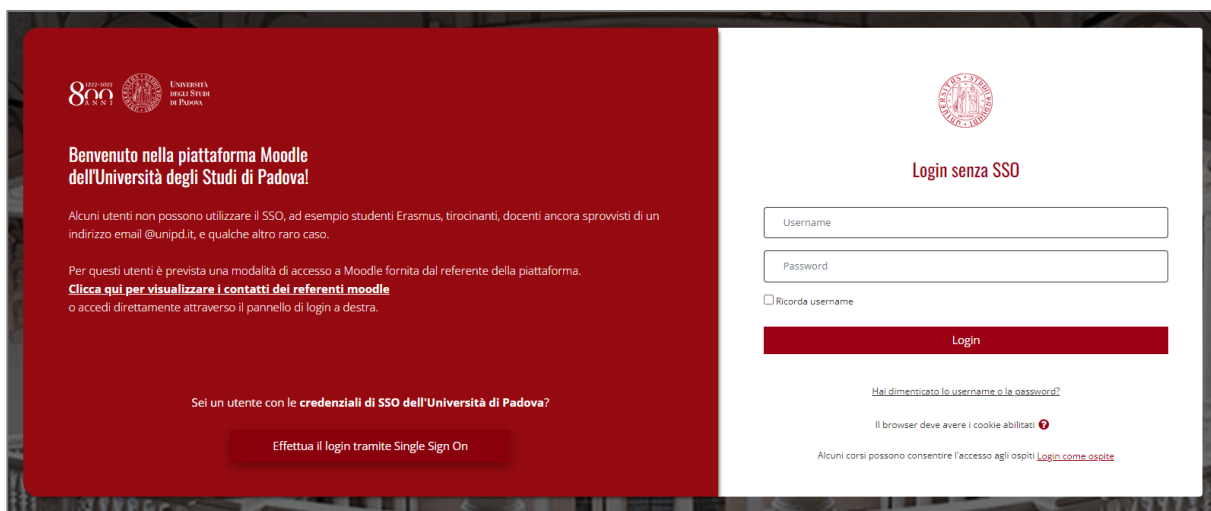 1222-2022
800
ANNI
UNIVERSITÀ
DEGLI STUDI
DI PADOVA
Benvenuto nella piattaforma Moodle
dell'Università degli Studi di Padova!
Alcuni utenti non possono utilizzare il SSO, ad esempio studenti Erasmus, tirocinanti, docenti ancora sprovvisti di un
indirizzo email @unipd.it, e qualche altro raro caso.
Per questi utenti è prevista una modalità di accesso a Moodle fornita dal referente della piattaforma.
Clicca qui per visualizzare i contatti dei referenti moodle
o accedi direttamente attraverso il pannello di login a destra.
Sei un utente con le credenziali di SSO dell'Università di Padova?
Effettua il login tramite Single Sign On
Login senza SSO
Username
Password
Ricorda username
Login
Hai dimenticato lo username o la password?
Il browser deve avere i cookie abilitati
Alcuni corsi possono consentire l'accesso agli ospiti Login come ospite